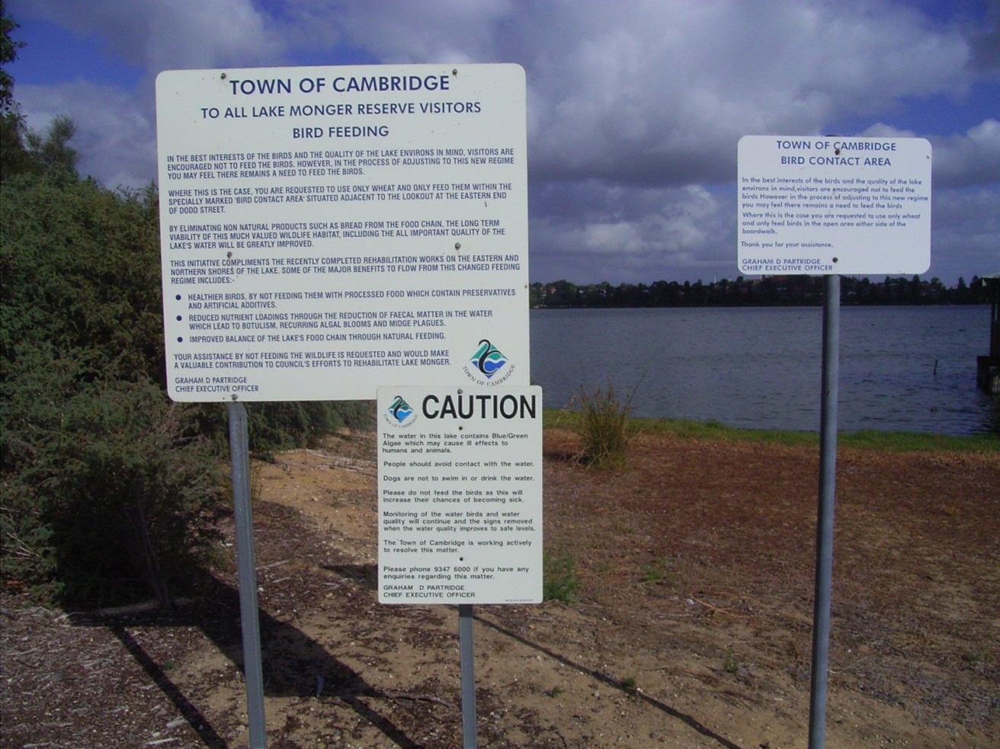 TOWN OF CAMBRIDGE
TO ALL LAKE MONGER RESERVE VISITORS
BIRD FEEDING
IN THE BEST INTERESTS OF THE BIRDS AND THE QUALITY OF THE LAKE ENVIRONS IN MIND, VISITORS ARE
ENCOURAGED NOT TO FEED THE BIRDS. HOWEVER, IN THE PROCESS OF ADJUSTING TO THIS NEW REGIME
YOU MAY FEEL THERE REMAINS A NEED TO FEED THE BIRDS.
WHERE THIS IS THE CASE, YOU ARE REQUESTED TO USE ONLY WHEAT AND ONLY FEED THEM WITHIN THE
SPECIALLY MARKED 'BIRD CONTACT AREA' SITUATED ADJACENT TO THE LOOKOUT AT THE EASTERN END
OF DODD STREET.
BY ELIMINATING NON NATURAL PRODUCTS SUCH AS BREAD FROM THE FOOD CHAIN, THE LONG TERM
VIABILITY OF THIS MUCH VALUED WILDLIFE HABITAT, INCLUDING THE ALL IMPORTANT QUALITY OF THE
LAKE'S WATER WILL BE GREATLY IMPROVED.
THIS INITIATIVE COMPLIMENTS THE RECENTLY COMPLETED REHABILITATION WORKS ON THE EASTERN AND
NORTHERN SHORES OF THE LAKE. SOME OF THE MAJOR BENEFITS TO FLOW FROM THIS CHANGED FEEDING
REGIME INCLUDES:-
● HEALTHIER BIRDS, BY NOT FEEDING THEM WITH PROCESSED FOOD WHICH CONTAIN PRESERVATIVES
AND ARTIFICIAL ADDITIVES.
● REDUCED NUTRIENT LOADINGS THROUGH THE REDUCTION OF FAECAL MATTER IN THE WATER
WHICH LEAD TO BOTULISM, RECURRING ALGAL BLOOMS AND MIDGE PLAGUES.
● IMPROVED BALANCE OF THE LAKE'S FOOD CHAIN THROUGH NATURAL FEEDING.
YOUR ASSISTANCE BY NOT FEEDING THE WILDLIFE IS REQUESTED AND WOULD MAKE
A VALUABLE CONTRIBUTION TO COUNCIL'S EFFORTS TO REHABILITATE LAKE MONGER.
GRAHAM D PARTRIDGE
CHIEF EXECUTIVE OFFICER
TOWN OF CAMBRIDGE
TOWN OF CAMBRIDGE
CAUTION
The water in this lake contains Blue/Green
Algae which may cause ill effects to
humans and animals.
People should avoid contact with the water.
Dogs are not to swim in or drink the water.
Please do not feed the birds as this will
increase their chances of becoming sick.
Monitoring of the water birds and water
quality will continue and the signs removed
when the water quality improves to safe levels.
The Town of Cambridge is working actively
to resolve this matter.
Please phone 9347 6000 if you have any
enquiries regarding this matter.
GRAHAM D PARTRIDGE
CHIEF EXECUTIVE OFFICER
TOWN OF CAMBRIDGE
BIRD CONTACT AREA
In the best interests of the birds and the quality of the lake
environs in mind,visitors are encouraged not to feed the
birds However in the process of adjusting to this new regime
you may feel there remains a need to feed the birds
Where this is the case you are requested to use only wheat
and only feed birds in the open area either side of the
boardwalk.
Thank you for your assistance.
GRAHAM D PARTRIDGE
CHIEF EXECUTIVE OFFICER